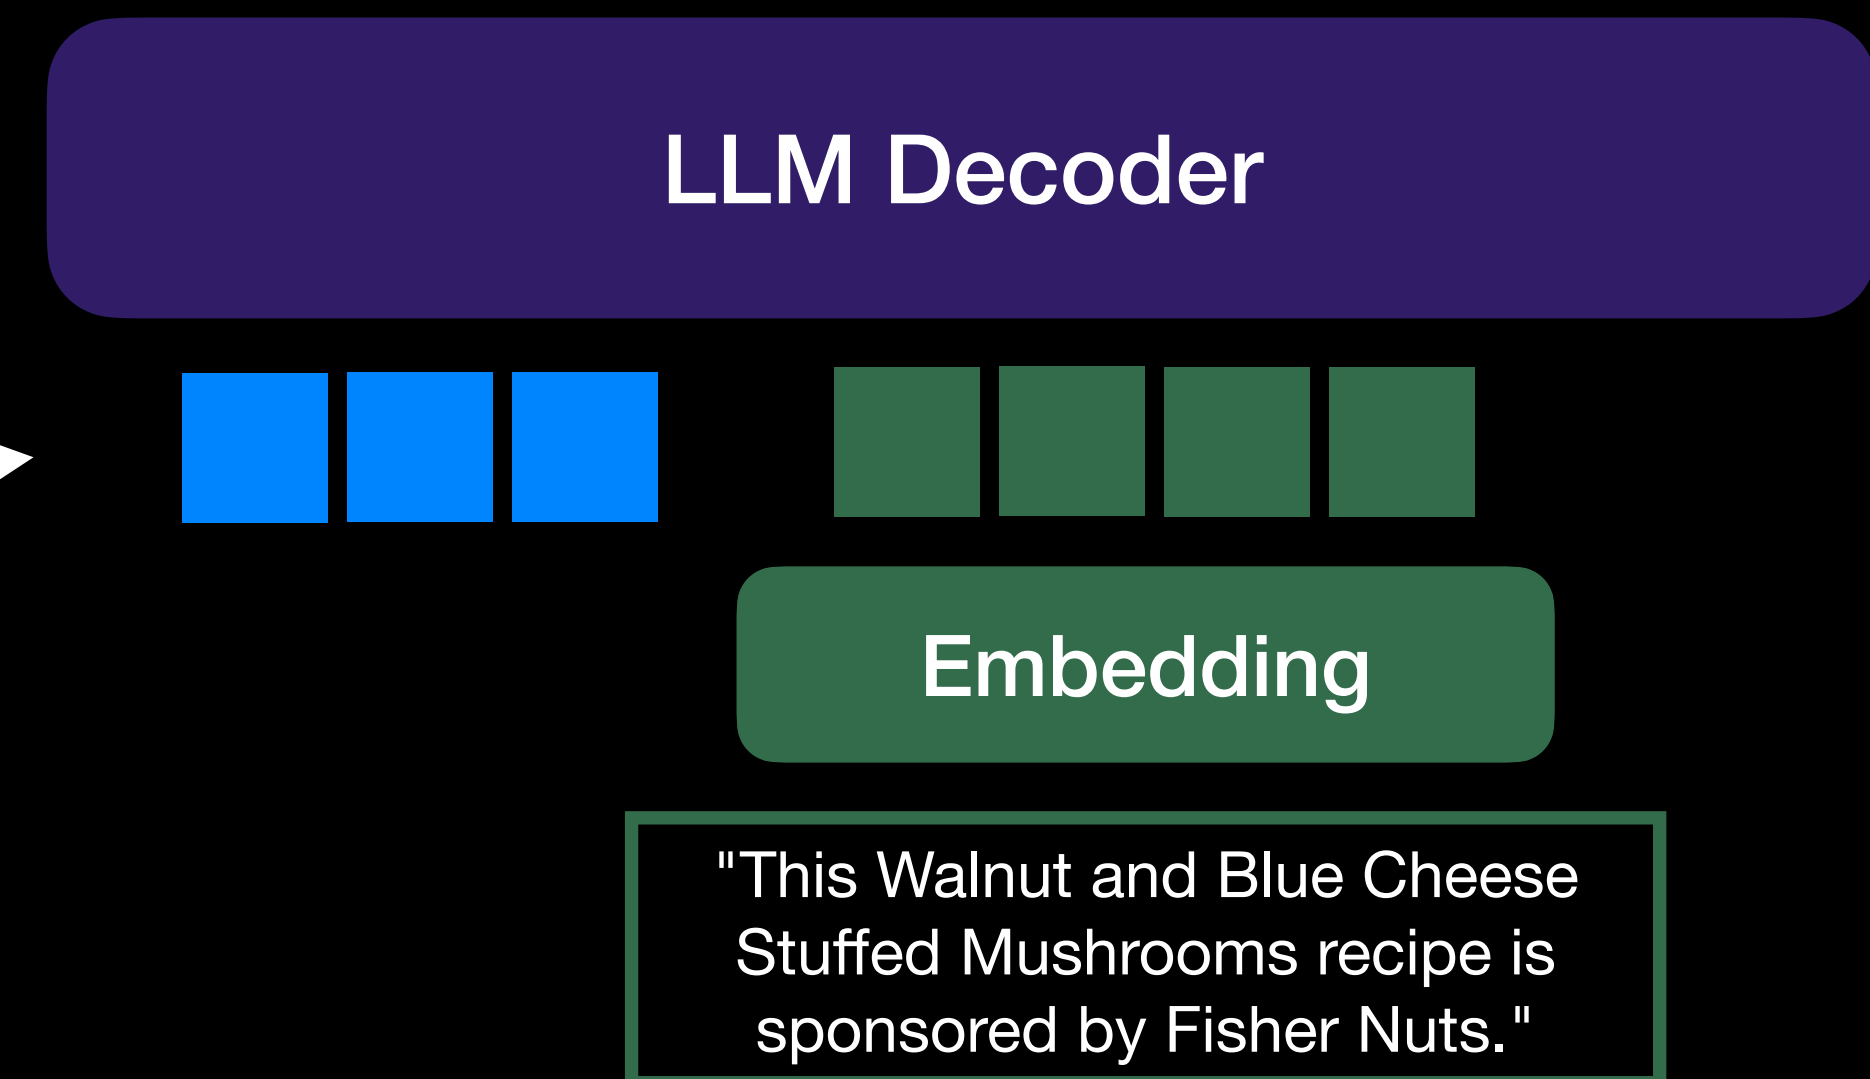 LLM Decoder
Embedding
"This Walnut and Blue Cheese
Stuffed Mushrooms recipe is
sponsored by Fisher Nuts."